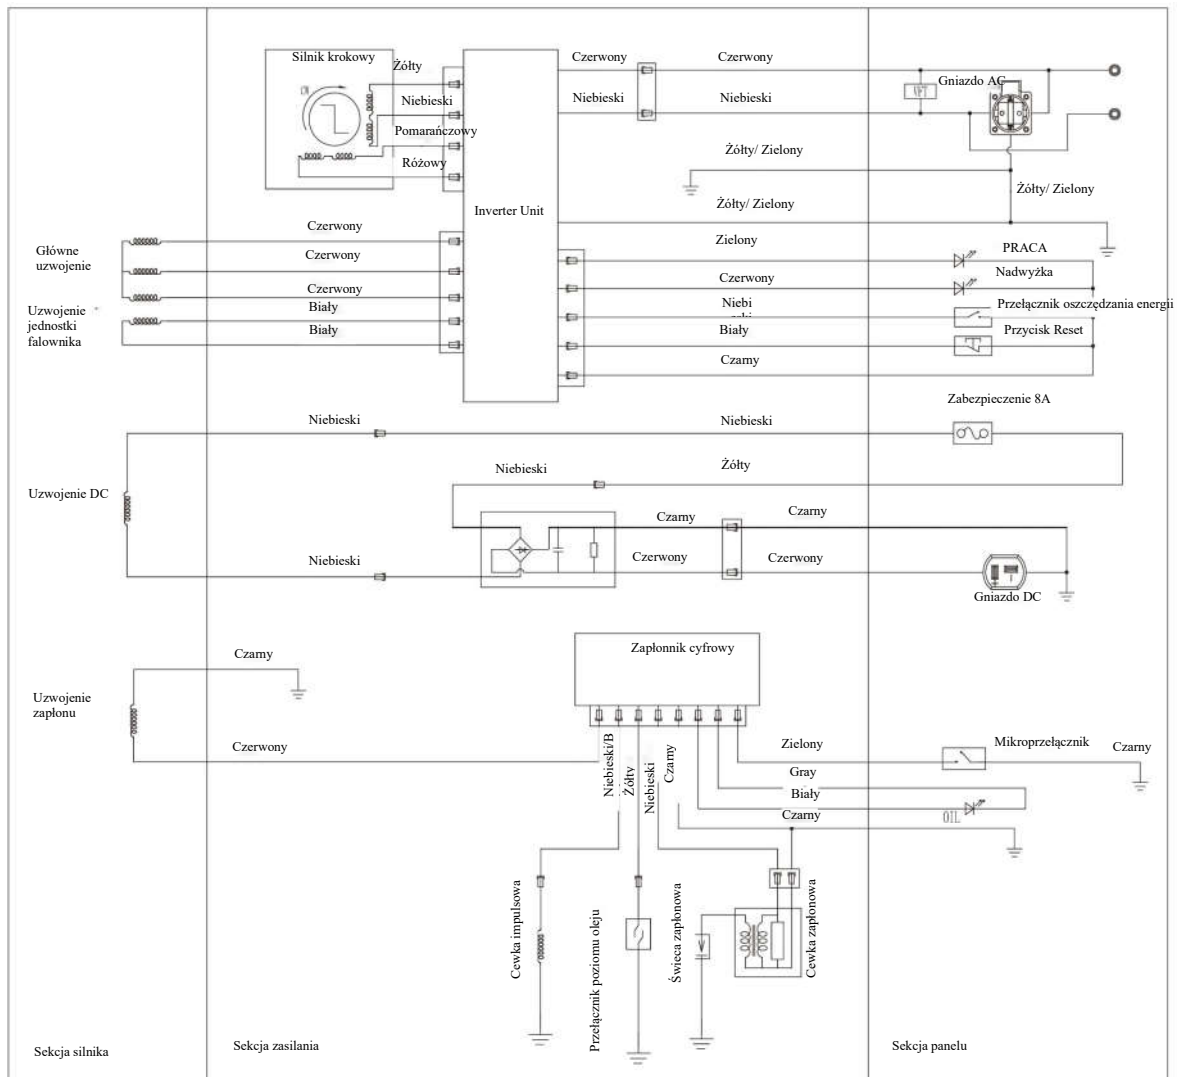 Silnik krokowy
Żółty
Niebieski
Pomarańczowy
Różowy
Inverter Unit
Czerwony
Czerwony
Niebieski
Niebieski
Gniazdo AC
Żółty/ Zielony
Żółty/ Zielony
Żółty/ Zielony
Główne
uzwojenie
Czerwony
Czerwony
Czerwony
Uzwojenie
jednostki
falownika
Biały
Biały
Zielony
PRACA
Czerwony
Nadwyżka
Niebi
Przełącznik oszczędzania energii
Biały
Przycisk Reset
Czarny
Zabezpieczenie 8A
Niebieski
Niebieski
Niebieski
Żółty
Uzwojenie DC
Czarny
Czarny
Niebieski
Czerwony
Czerwony
Gniazdo DC
Zapłonnik cyfrowy
Czarny
Uzwojenie
zapłonu
Czerwony
Niebieski/B
Żółty
Niebieski
Czarny
Zielony
Mikroprzełącznik
Czarny
Gray
Biały
Czarny
OIL
Cewka impulsowa
Przełącznik poziomu oleju
Świeca zapłonowa
Cewka zapłonowa
Sekcja silnika
Sekcja zasilania
Sekcja panelu